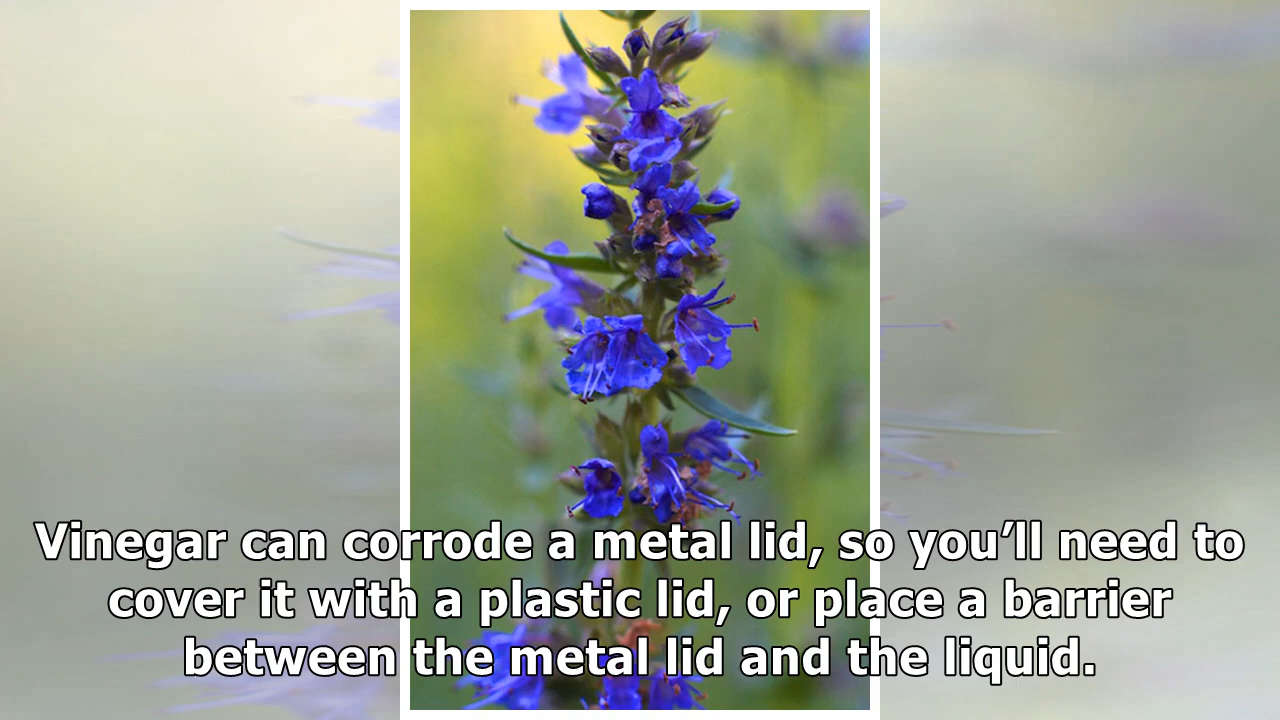 Vinegar can corrode a metal lid, so you’ll need to
cover it with a plastic lid, or place a barrier
between the metal lid and the liquid.